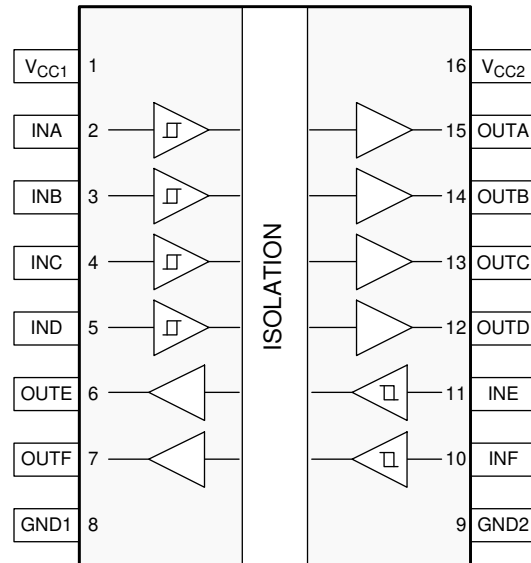 VCC1 1 16 VCC2
INA 2 15 OUTA
INB 3 14 OUTB
INC 4 13 OUTC
IND 5 12 OUTD
OUTE 6 11 INE
OUTF 7 10 INF
GND1 8 9 GND2
ISOLATION